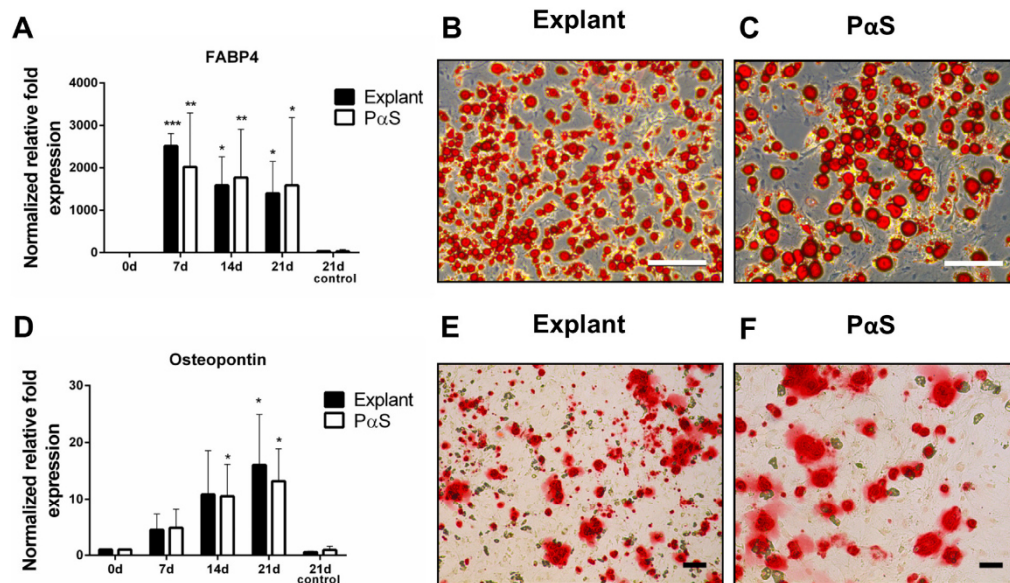 A
FABP4
Normalized relative fold
expression
4000
3000
2000
1000
0
***
**
*
**
*
*
Explant
PαS
0d
7d
14d
21d
21d
control
B
Explant
C
PαS
D
Osteopontin
Normalized relative fold
expression
30
20
10
0
*
*
*
Explant
PαS
0d
7d
14d
21d
21d
control
E
Explant
F
PαS